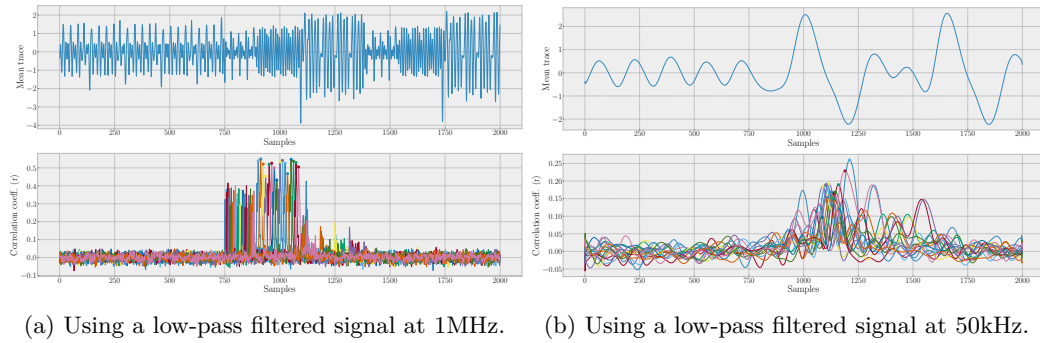 Mean trace
2
1
0
−1
−2
−3
−4
0 250 500 750 1000 1250 1500 1750 2000
Samples
Correlation coeff. (r)
0.5
0.4
0.3
0.2
0.1
0.0
−0.1
0 250 500 750 1000 1250 1500 1750 2000
Samples
(a) Using a low-pass filtered signal at 1MHz.
Mean trace
2
1
0
−1
−2
0 250 500 750 1000 1250 1500 1750 2000
Samples
Correlation coeff. (r)
0.25
0.20
0.15
0.10
0.05
0.00
−0.05
0 250 500 750 1000 1250 1500 1750 2000
Samples
(b) Using a low-pass filtered signal at 50kHz.